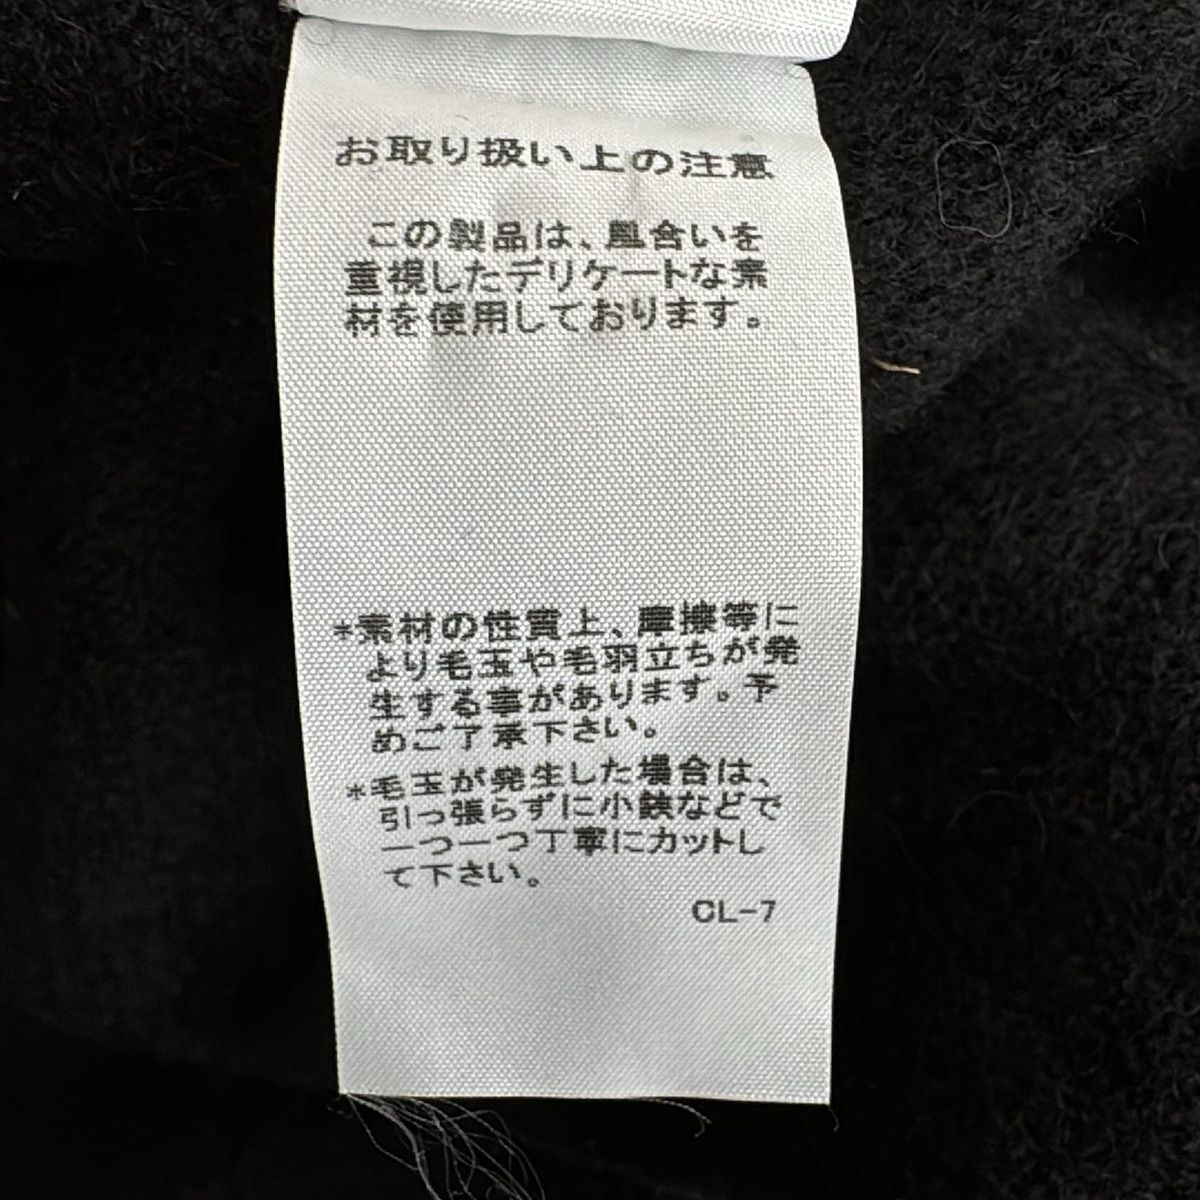 お取り扱い上の注意
この製品は、風合いを
重視したデリケートな素
材を使用しております。
*素材の性質上、摩擦等に
より毛玉や毛羽立ちが発
生する事があります。予
めご了承下さい。
*毛玉が発生した場合は、
引っ張らずに小鋏などで
一つ一つ丁寧にカットし
て下さい。
CL-7